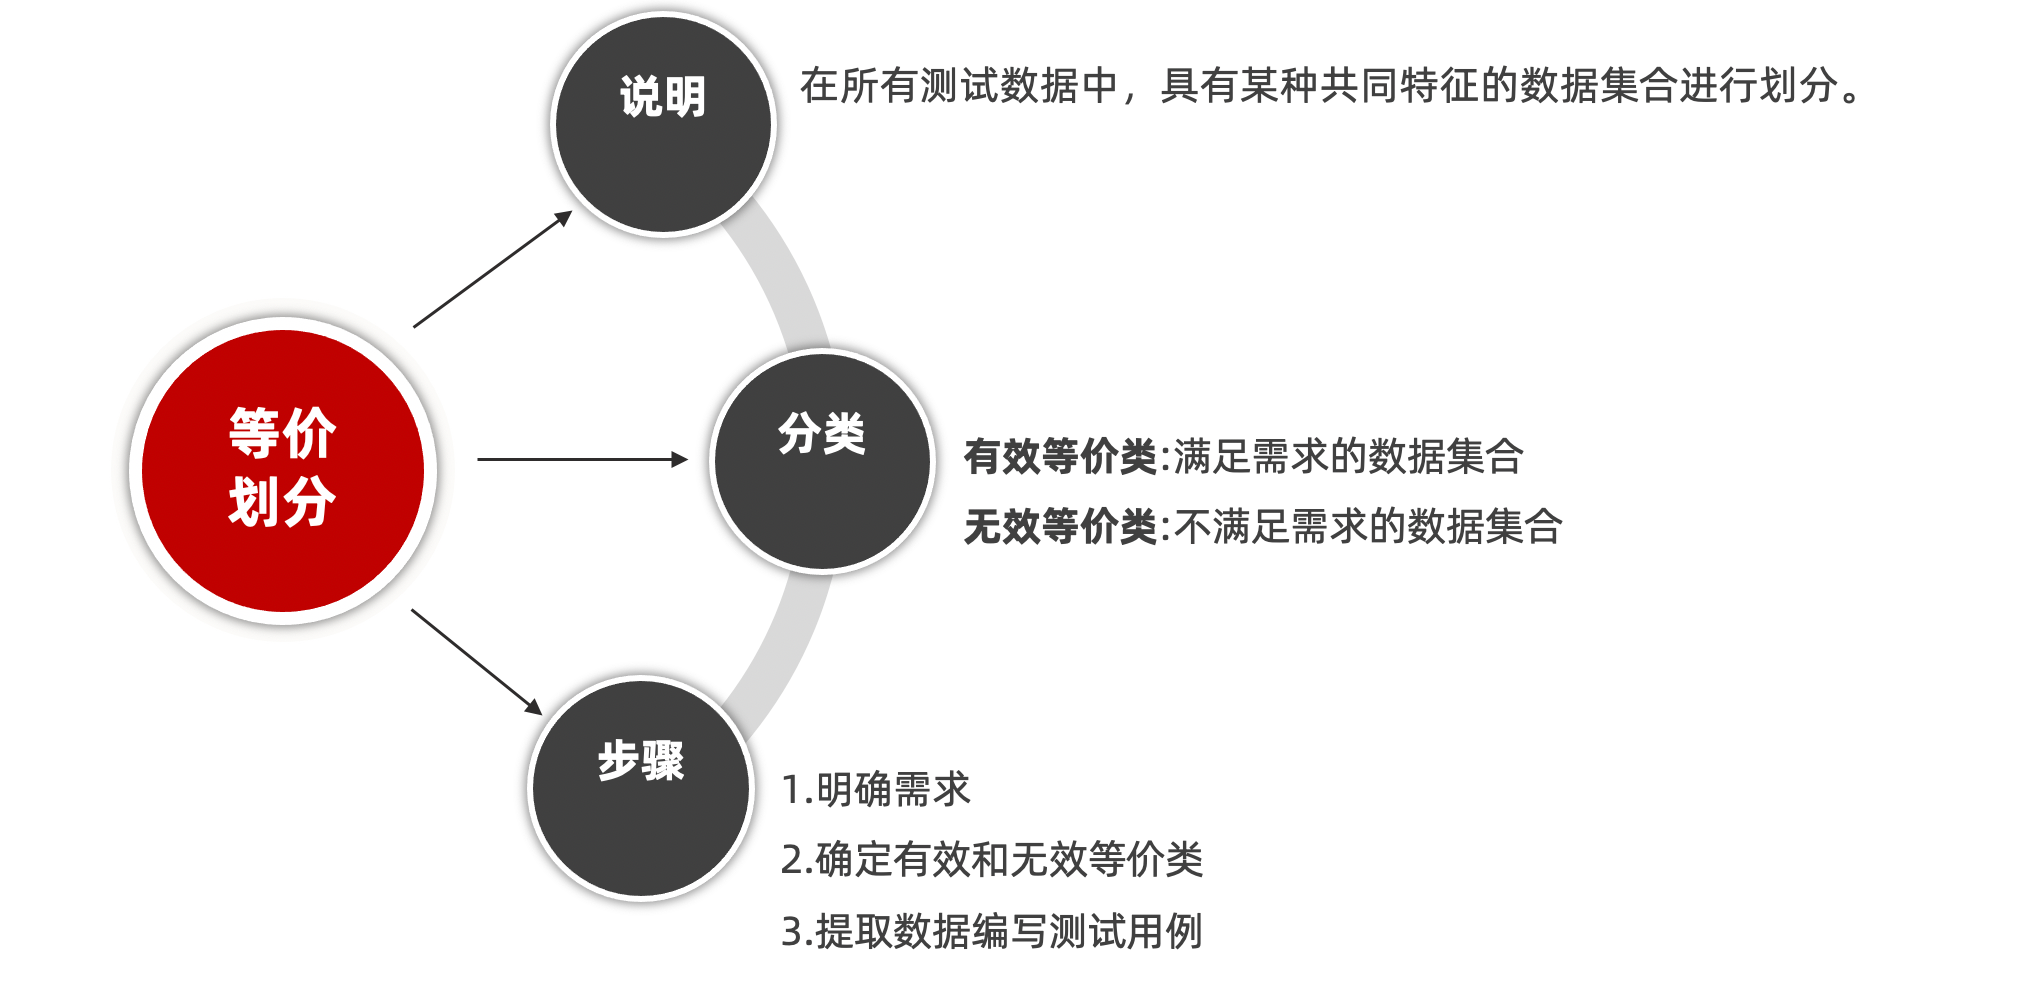 说明
在所有测试数据中，具有某种共同特征的数据集合进行划分。
等价
划分
分类
有效等价类:满足需求的数据集合
无效等价类:不满足需求的数据集合
步骤
1.明确需求
2.确定有效和无效等价类
3.提取数据编写测试用例